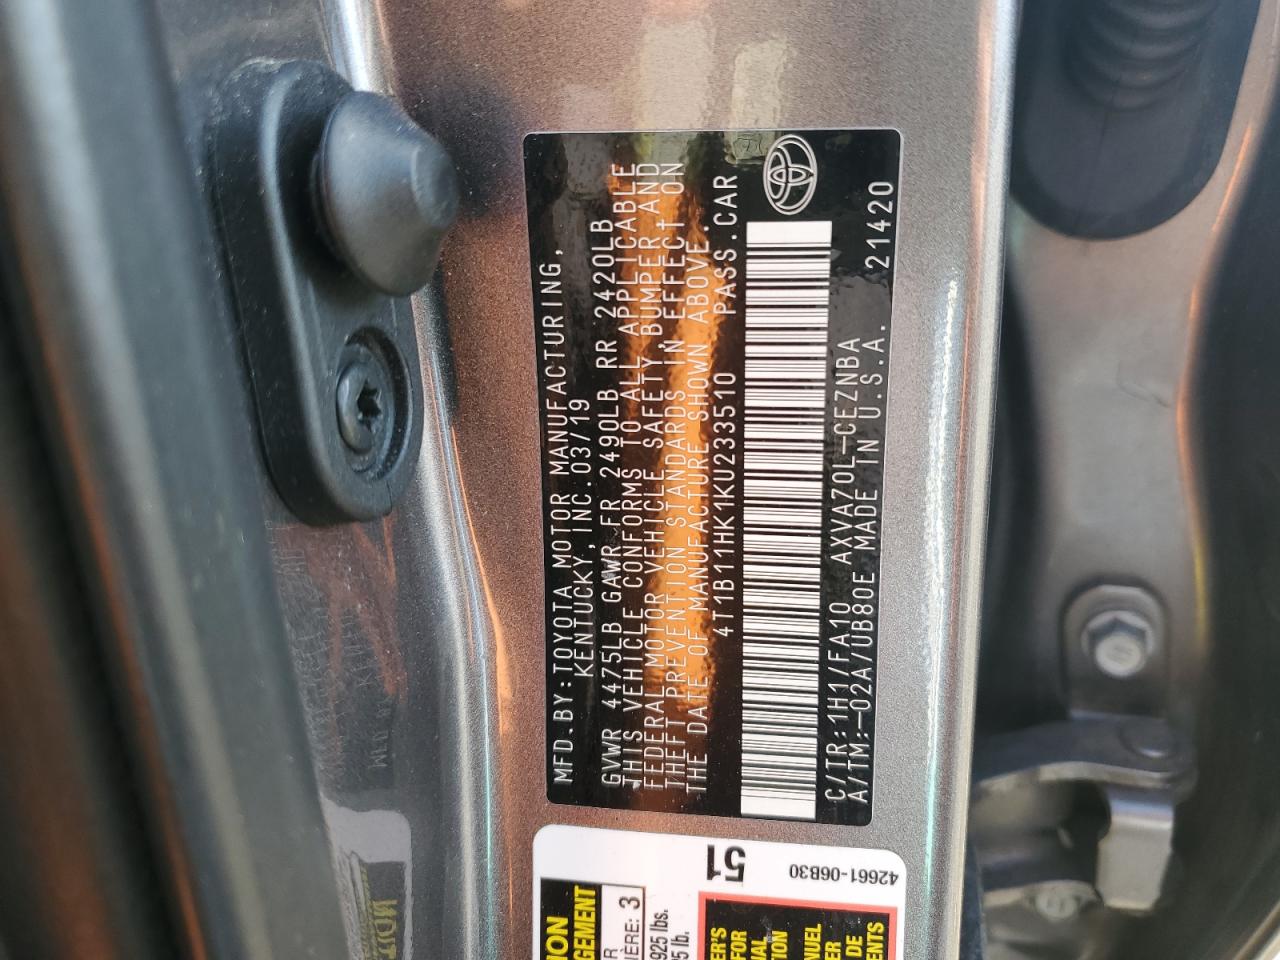 MFD.BY:TOYOTA MOTOR MANUFACTURING,
KENTUCKY,INC.03/19
GVWR 4475LB GAWR FR 2490LB RR 2420LB
THIS VEHICLE CONFORMS TO ALL APPLICABLE
FEDERAL MOTOR VEHICLE SAFETY,BUMPER,AND
THEFT PREVENTION STANDARDS IN EFFECT ON
THE DATE OF MANUFACTURE SHOWN ABOVE.
4T1B11HK1KU233510 PASS.CAR
C/TR:1H1/FA10 AXVA70L-CEZNBA
A/TM:-02A/UB80E MADE IN U.S.A. 21420
51
42661-06B30
3
925 lbs.